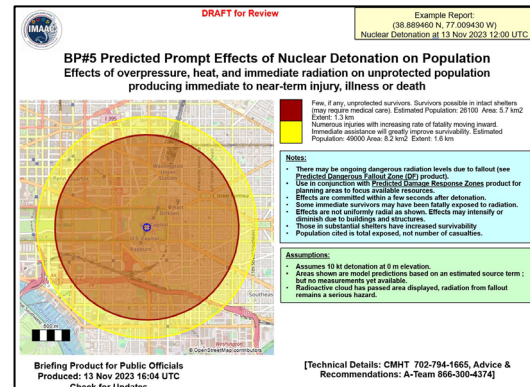 IMAAC
DRAFT for Review
Example Report:
(38.889460 N, 77.009430 W)
Nuclear Detonation at 13 Nov 2023 12:00 UTC
BP#5 Predicted Prompt Effects of Nuclear Detonation on Population
Effects of overpressure, heat, and immediate radiation on unprotected population
producing immediate to near-term injury, illness or death
Few, if any, unprotected survivors. Survivors possible in intact shelters
(may require medical care). Estimated Population: 26100 Area: 5.7 km2
Extent: 1.3 km
Numerous injuries with increasing rate of fatality moving inward.
Immediate assistance will greatly improve survivability. Estimated
Population: 49000 Area: 8.2 km2 Extent: 1.6 km
Notes:
• There may be ongoing dangerous radiation levels due to fallout (see
Predicted Dangerous Fallout Zone (DF) product).
• Use in conjunction with Predicted Damage Response Zones product for
planning areas to focus available resources.
• Effects are committed within a few seconds after detonation.
• Some immediate survivors may have been fatally exposed to radiation.
• Effects are not uniformly radial as shown. Effects may intensify or
diminish due to buildings and structures.
• Those in substantial shelters have increased survivability
• Population cited is total exposed, not number of casualties.
Assumptions:
• Assumes 10 kt detonation at 0 m elevation.
• Areas shown are model predictions based on an estimated source term ;
but no measurements yet available.
• Radioactive cloud has passed area displayed, radiation from fallout
remains a serious hazard.
Washington
Southeas
500 m
© OpenStreetMap contributors
Briefing Product for Public Officials
Produced: 13 Nov 2023 16:04 UTC
Check for Updates
[Technical Details: CMHT 702-794-1665, Advice &
Recommendations: A-Team 866-300-4374]